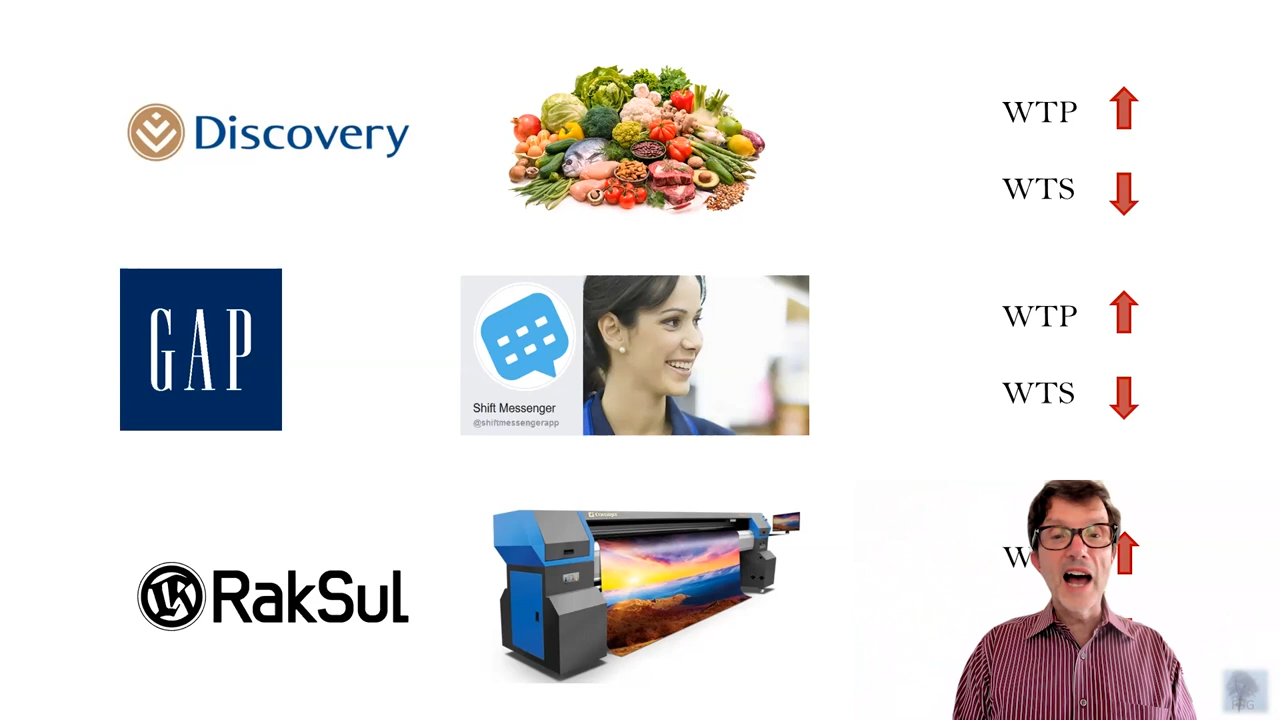 Discovery
WTP
WTS
GAP
Shift Messenger
@shiftmessengerapp
WTP
WTS
RakSul